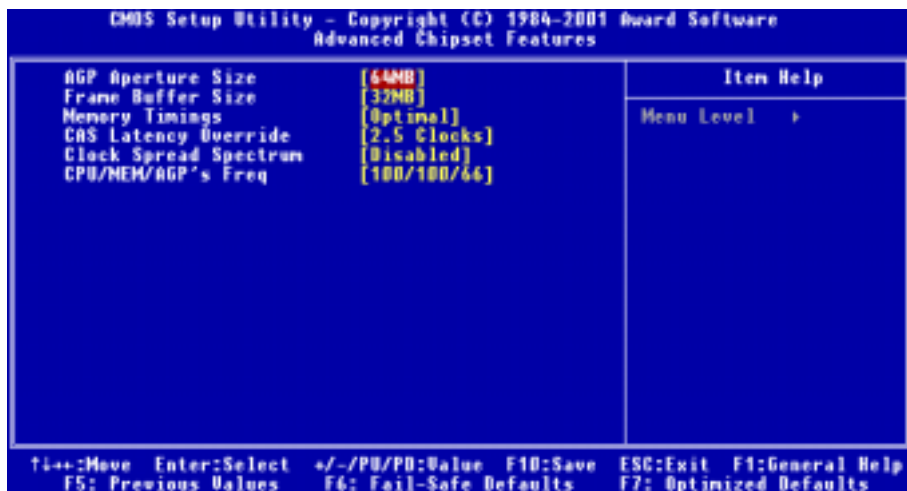 CMOS Setup Utility - Copyright (C) 1984-2001 Award Software
Advanced Chipset Features
AGP Aperture Size [64MB]
Frame Buffer Size [32MB]
Memory Timings [Optimal]
CAS Latency Override [2.5 Clocks]
Clock Spread Spectrum [Disabled]
CPU/MEM/AGP's Freq [100/100/66]
Item Help
Menu Level ▸
↑↓→←:Move Enter:Select +/-/PU/PD:Value F10:Save ESC:Exit F1:General Help
F5: Previous Values F6: Fail-Safe Defaults F7: Optimized Defaults